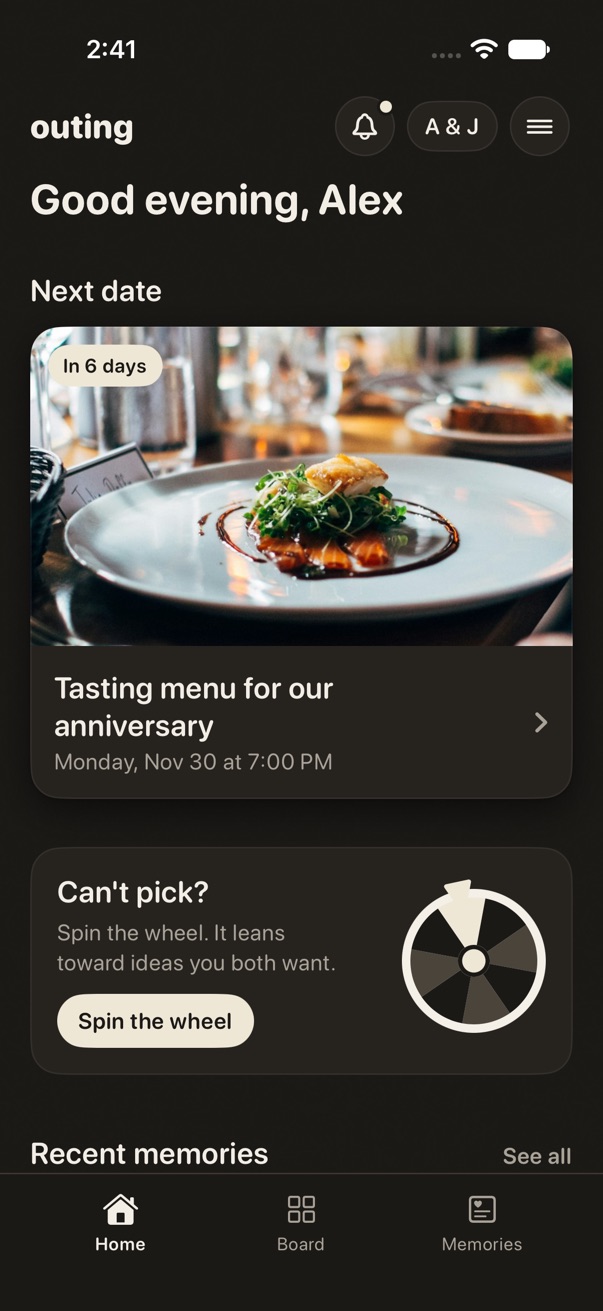 2:41
outing
A & J
Good evening, Alex
Next date
In 6 days
Tasting menu for our
anniversary
Monday, Nov 30 at 7:00 PM
Can't pick?
Spin the wheel. It leans
toward ideas you both want.
Spin the wheel
Recent memories
See all
Home
Board
Memories